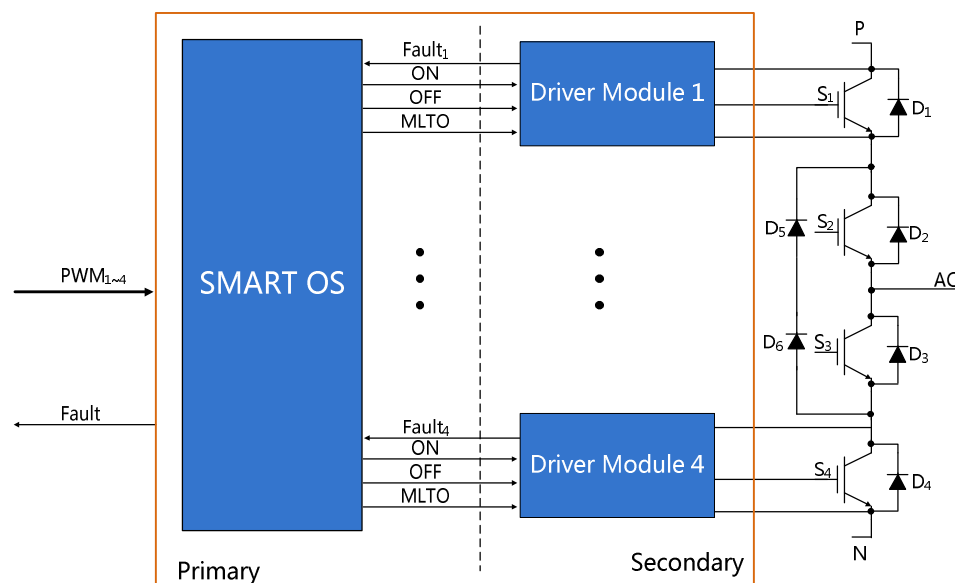 P
Fault₁
ON
OFF
MLTO
Driver Module 1
S₁
D₁
D₅
S₂
D₂
SMART OS
PWM₁~₄
AC
D₆
S₃
D₃
Fault
Fault₄
ON
OFF
MLTO
Driver Module 4
S₄
D₄
N
Primary
Secondary